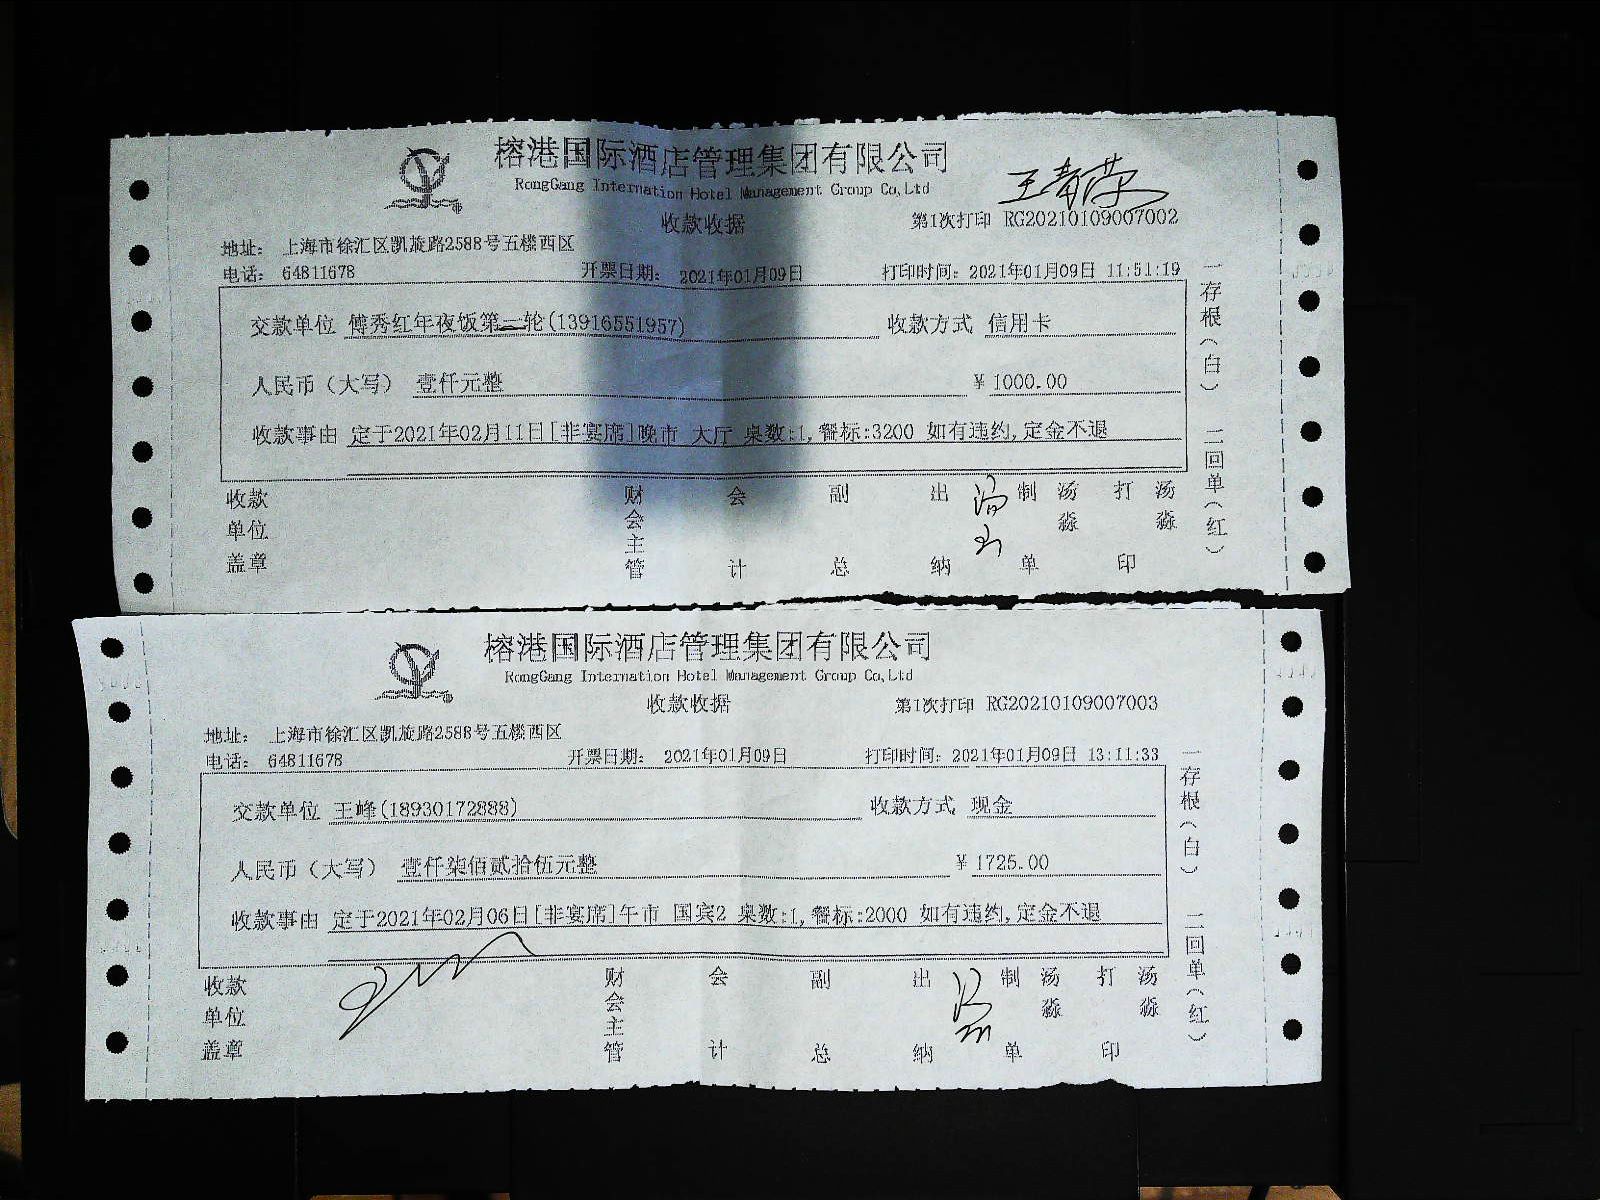 榕港国际酒店管理集团有限公司
RongGang Internation Hotel Management Group Co,Ltd
王青荣
收款收据
第1次打印 RG20210109007002
地址： 上海市徐汇区凯旋路2588号五楼西区
电话： 64811678 开票日期： 2021年01月09日 打印时间：2021年01月09日 11:51:19
交款单位 傅秀红年夜饭第一轮(13916551957) 收款方式 信用卡
人民币（大写） 壹仟元整 ￥1000.00
收款事由 定于2021年02月11日[非宴席]晚市 大厅 桌数:1,餐标:3200 如有违约,定金不退
收款单位盖章 财会主管 会计 副总 出纳 制单 汤淼 打印 汤淼
一存根（白） 二回单（红）
榕港国际酒店管理集团有限公司
RongGang Internation Hotel Management Group Co,Ltd
收款收据
第1次打印 RG20210109007003
地址： 上海市徐汇区凯旋路2588号五楼西区
电话： 64811678 开票日期： 2021年01月09日 打印时间：2021年01月09日 13:11:33
交款单位 王峰(18930172888) 收款方式 现金
人民币（大写） 壹仟柒佰贰拾伍元整 ￥1725.00
收款事由 定于2021年02月06日[非宴席]午市 国宾2 桌数:1,餐标:2000 如有违约,定金不退
收款单位盖章 财会主管 会计 副总 出纳 制单 汤淼 打印 汤淼
一存根（白） 二回单（红）